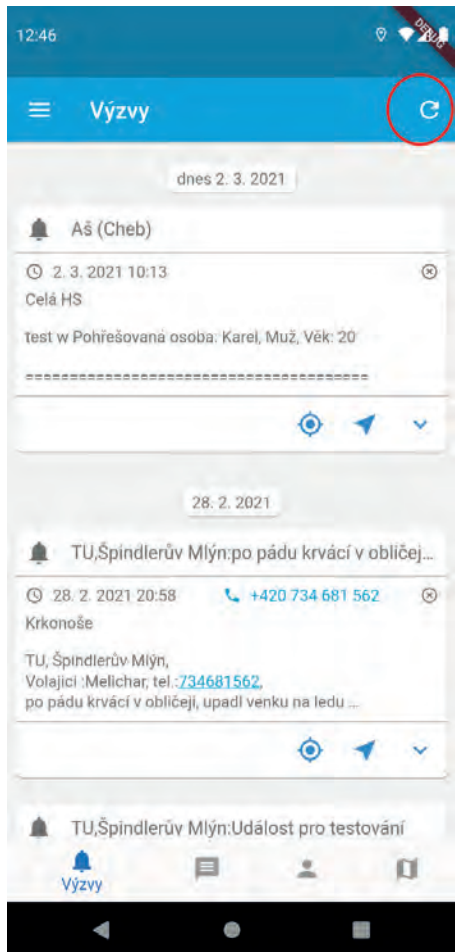 12:46
DEBUG
Výzvy
dnes 2. 3. 2021
Aš (Cheb)
2. 3. 2021 10:13
Celá HS
test w Pohřešovaná osoba: Karel, Muž, Věk: 20
=======================================
28. 2. 2021
TU,Špindlerův Mlýn:po pádu krvácí v obličej...
28. 2. 2021 20:58 +420 734 681 562
Krkonoše
TU, Špindlerův Mlýn,
Volající :Melichar, tel.:734681562,
po pádu krvácí v obličeji, upadl venku na ledu ...
TU,Špindlerův Mlýn:Událost pro testování
Výzvy